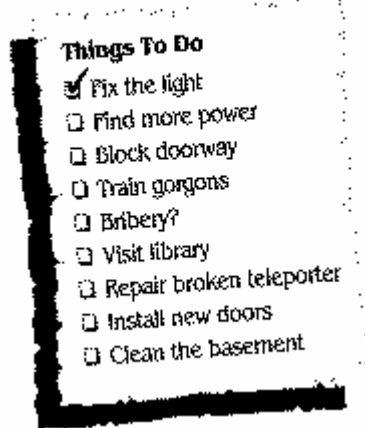 Things To Do
Fix the light
Find more power
Block doorway
Train gorgons
Bribery?
Visit library
Repair broken teleporter
Install new doors
Clean the basement